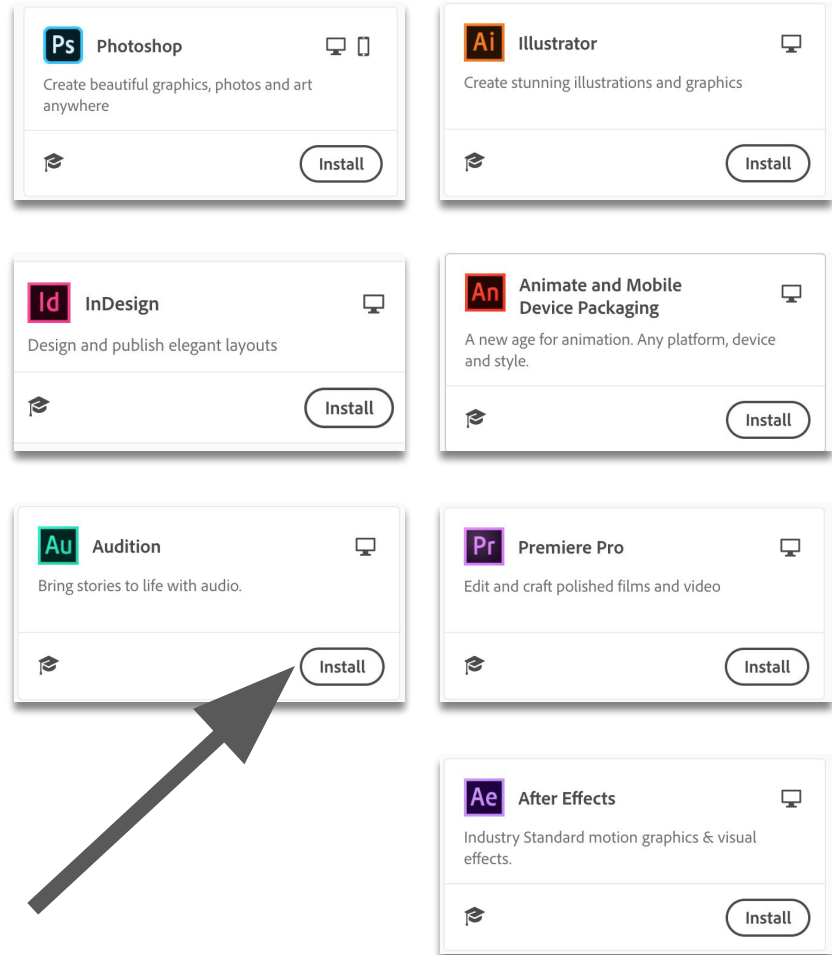 Ps Photoshop
Create beautiful graphics, photos and art
anywhere
Install
Ai Illustrator
Create stunning illustrations and graphics
Install
Id InDesign
Design and publish elegant layouts
Install
An Animate and Mobile
Device Packaging
A new age for animation. Any platform, device
and style.
Install
Au Audition
Bring stories to life with audio.
Install
Pr Premiere Pro
Edit and craft polished films and video
Install
Ae After Effects
Industry Standard motion graphics & visual
effects.
Install